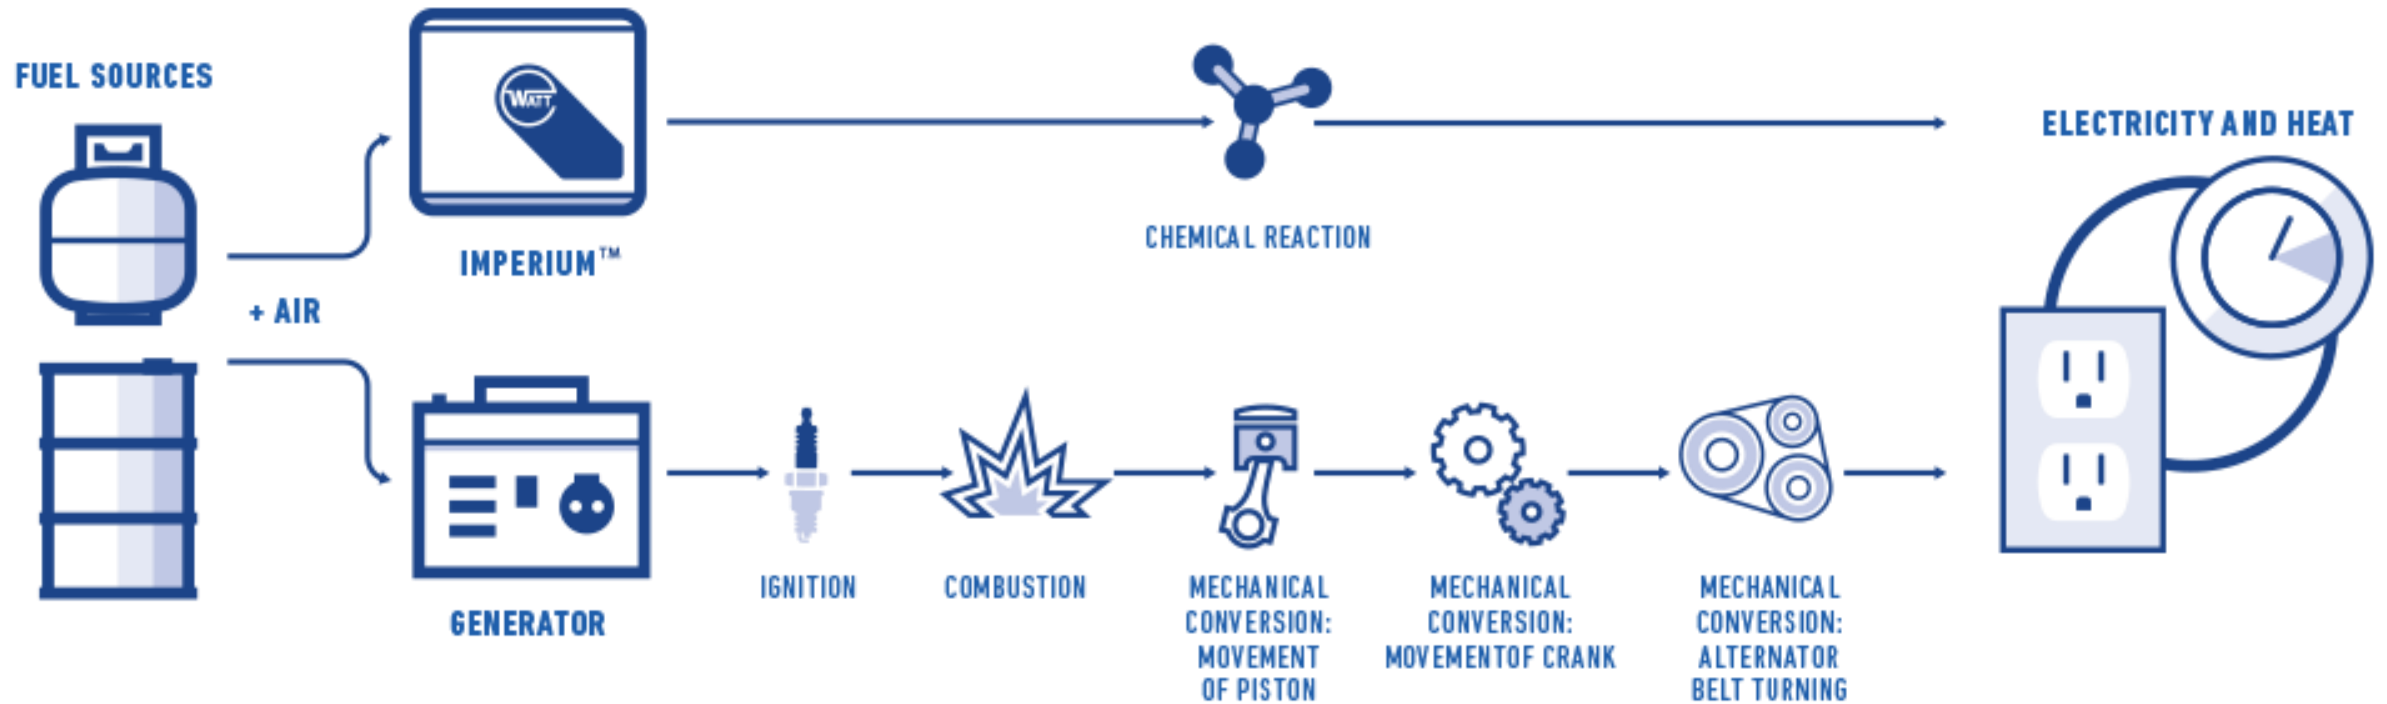 FUEL SOURCES
+ AIR
WATT
IMPERIUM™
CHEMICAL REACTION
ELECTRICITY AND HEAT
GENERATOR
IGNITION
COMBUSTION
MECHANICAL
CONVERSION:
MOVEMENT
OF PISTON
MECHANICAL
CONVERSION:
MOVEMENTOF CRANK
MECHANICAL
CONVERSION:
ALTERNATOR
BELT TURNING